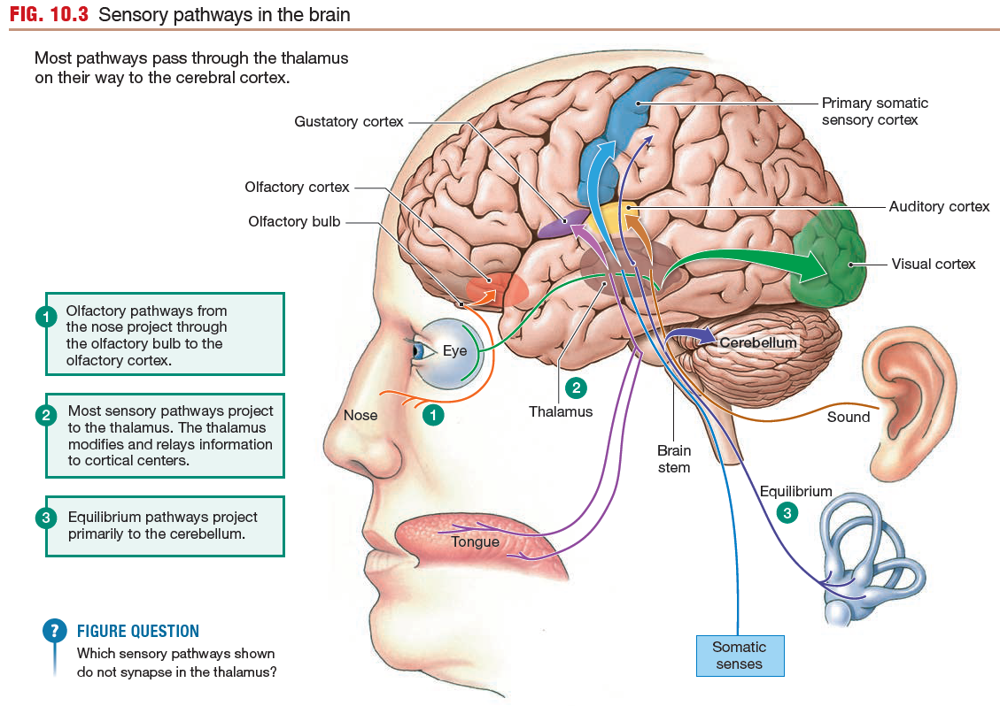 FIG. 10.3 Sensory pathways in the brain
Most pathways pass through the thalamus
on their way to the cerebral cortex.
Gustatory cortex
Olfactory cortex
Olfactory bulb
Primary somatic
sensory cortex
Auditory cortex
Visual cortex
1
Olfactory pathways from
the nose project through
the olfactory bulb to the
olfactory cortex.
2
Most sensory pathways project
to the thalamus. The thalamus
modifies and relays information
to cortical centers.
3
Equilibrium pathways project
primarily to the cerebellum.
Eye
Cerebellum
Nose
1
2
Thalamus
Sound
Brain
stem
Equilibrium
3
Tongue
Somatic
senses
?
FIGURE QUESTION
Which sensory pathways shown
do not synapse in the thalamus?